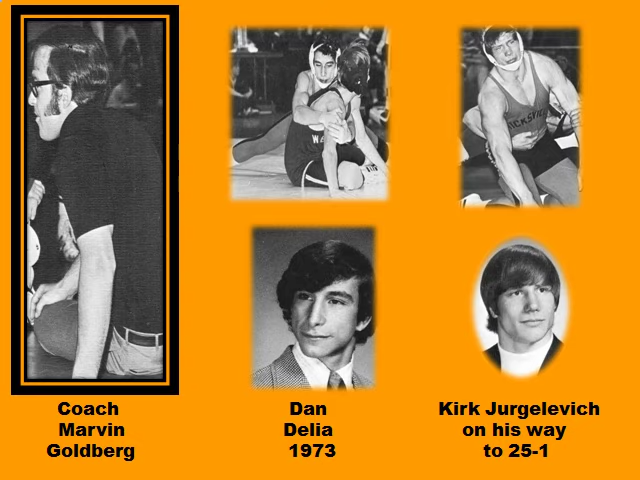 Coach
Marvin
Goldberg
Dan
Delia
1973
Kirk Jurgelevich
on his way
to 25-1